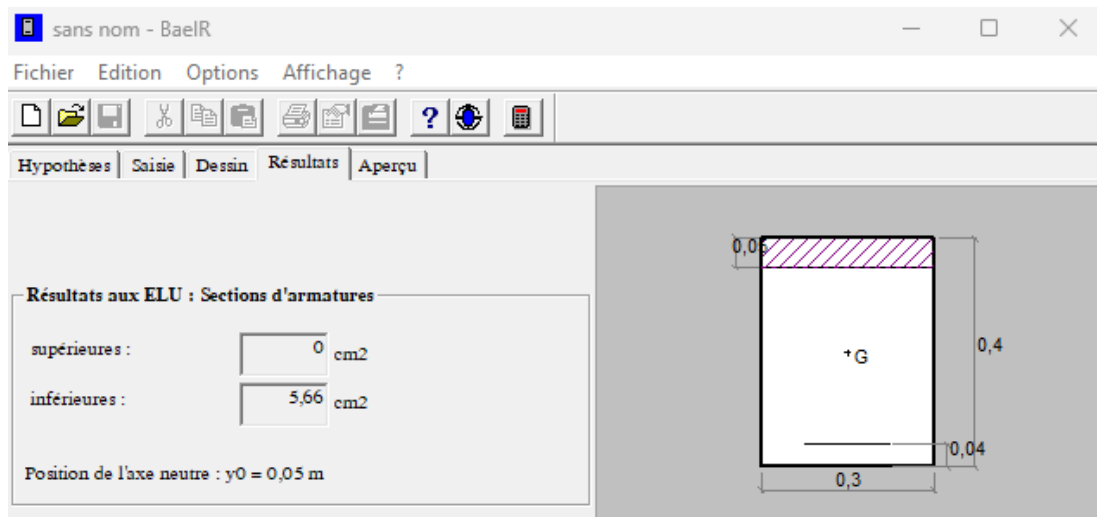 sans nom - BaelR
Fichier Edition Options Affichage ?
Hypothèses Saisie Dessin Résultats Aperçu
Résultats aux ELU : Sections d'armatures
supérieures : 0 cm2
inférieures : 5,66 cm2
Position de l'axe neutre : y0 = 0,05 m
0,05
0,4
+G
0,04
0,3